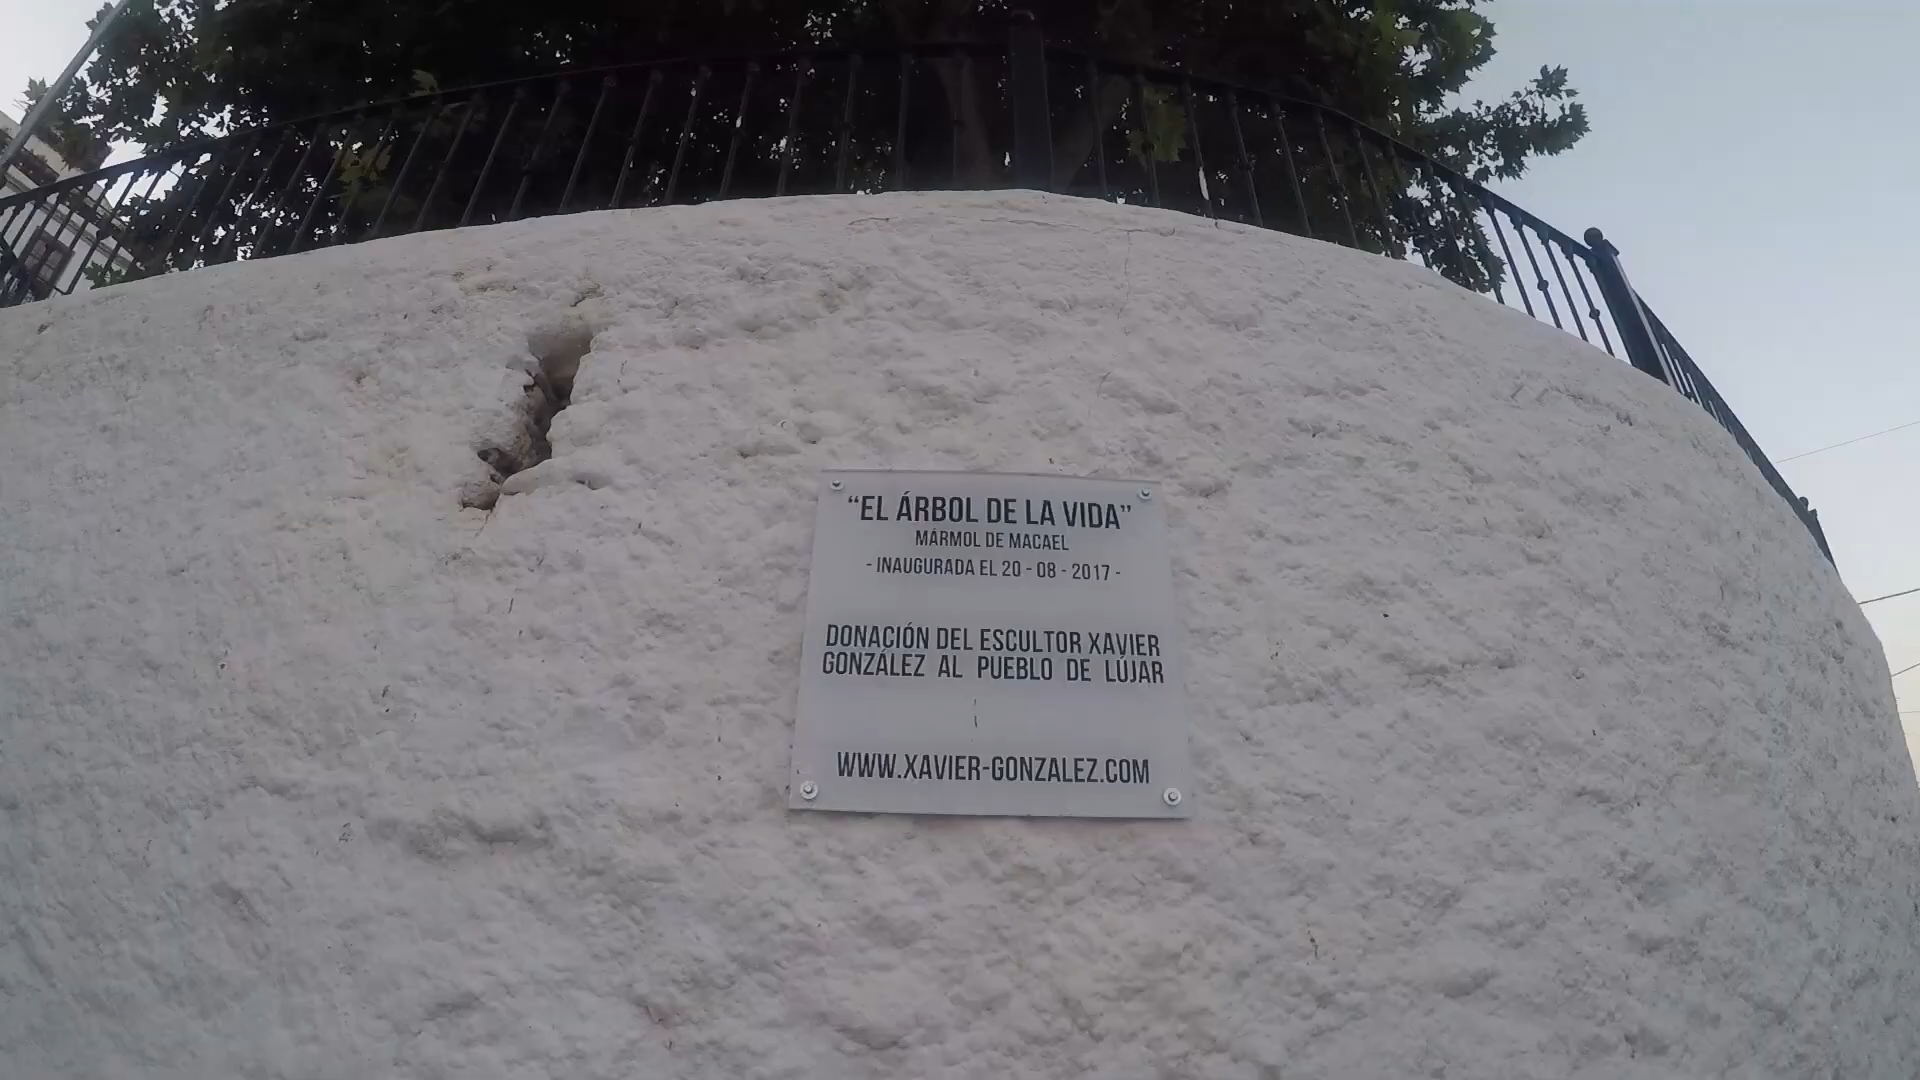 “EL ÁRBOL DE LA VIDA”
MÁRMOL DE MACAEL
- INAUGURADA EL 20 - 08 - 2017 -
DONACIÓN DEL ESCULTOR XAVIER
GONZÁLEZ AL PUEBLO DE LÚJAR
WWW.XAVIER-GONZALEZ.COM